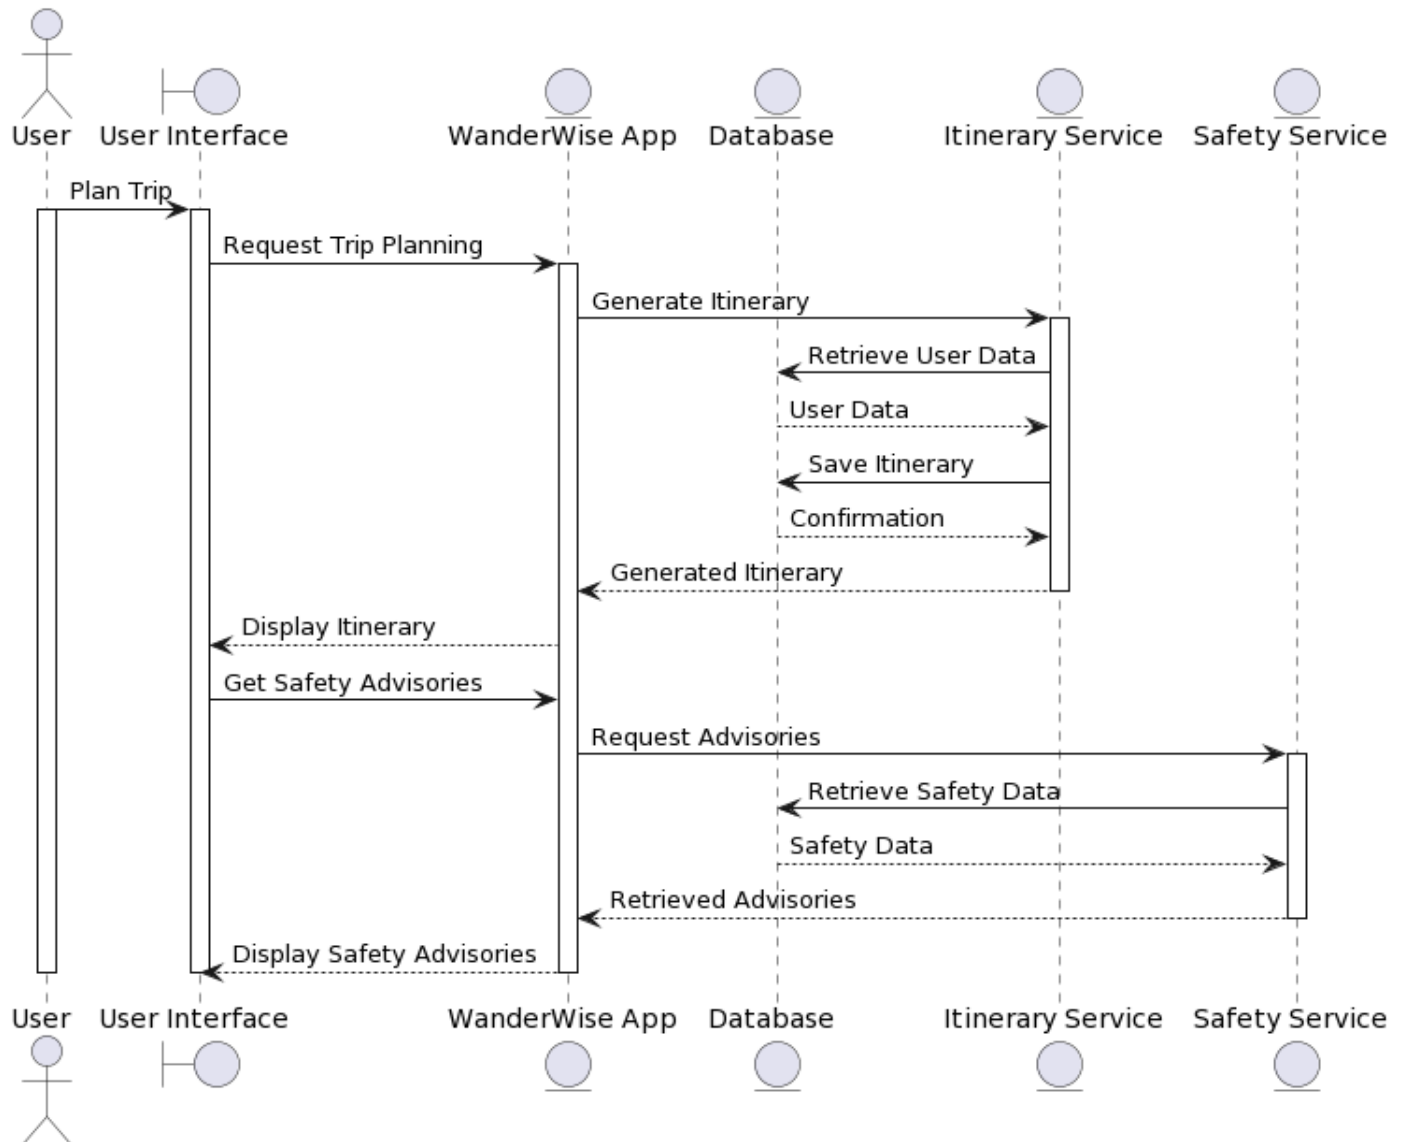 User
User Interface
WanderWise App
Database
Itinerary Service
Safety Service
Plan Trip
Request Trip Planning
Generate Itinerary
Retrieve User Data
User Data
Save Itinerary
Confirmation
Generated Itinerary
Display Itinerary
Get Safety Advisories
Request Advisories
Retrieve Safety Data
Safety Data
Retrieved Advisories
Display Safety Advisories
User
User Interface
WanderWise App
Database
Itinerary Service
Safety Service